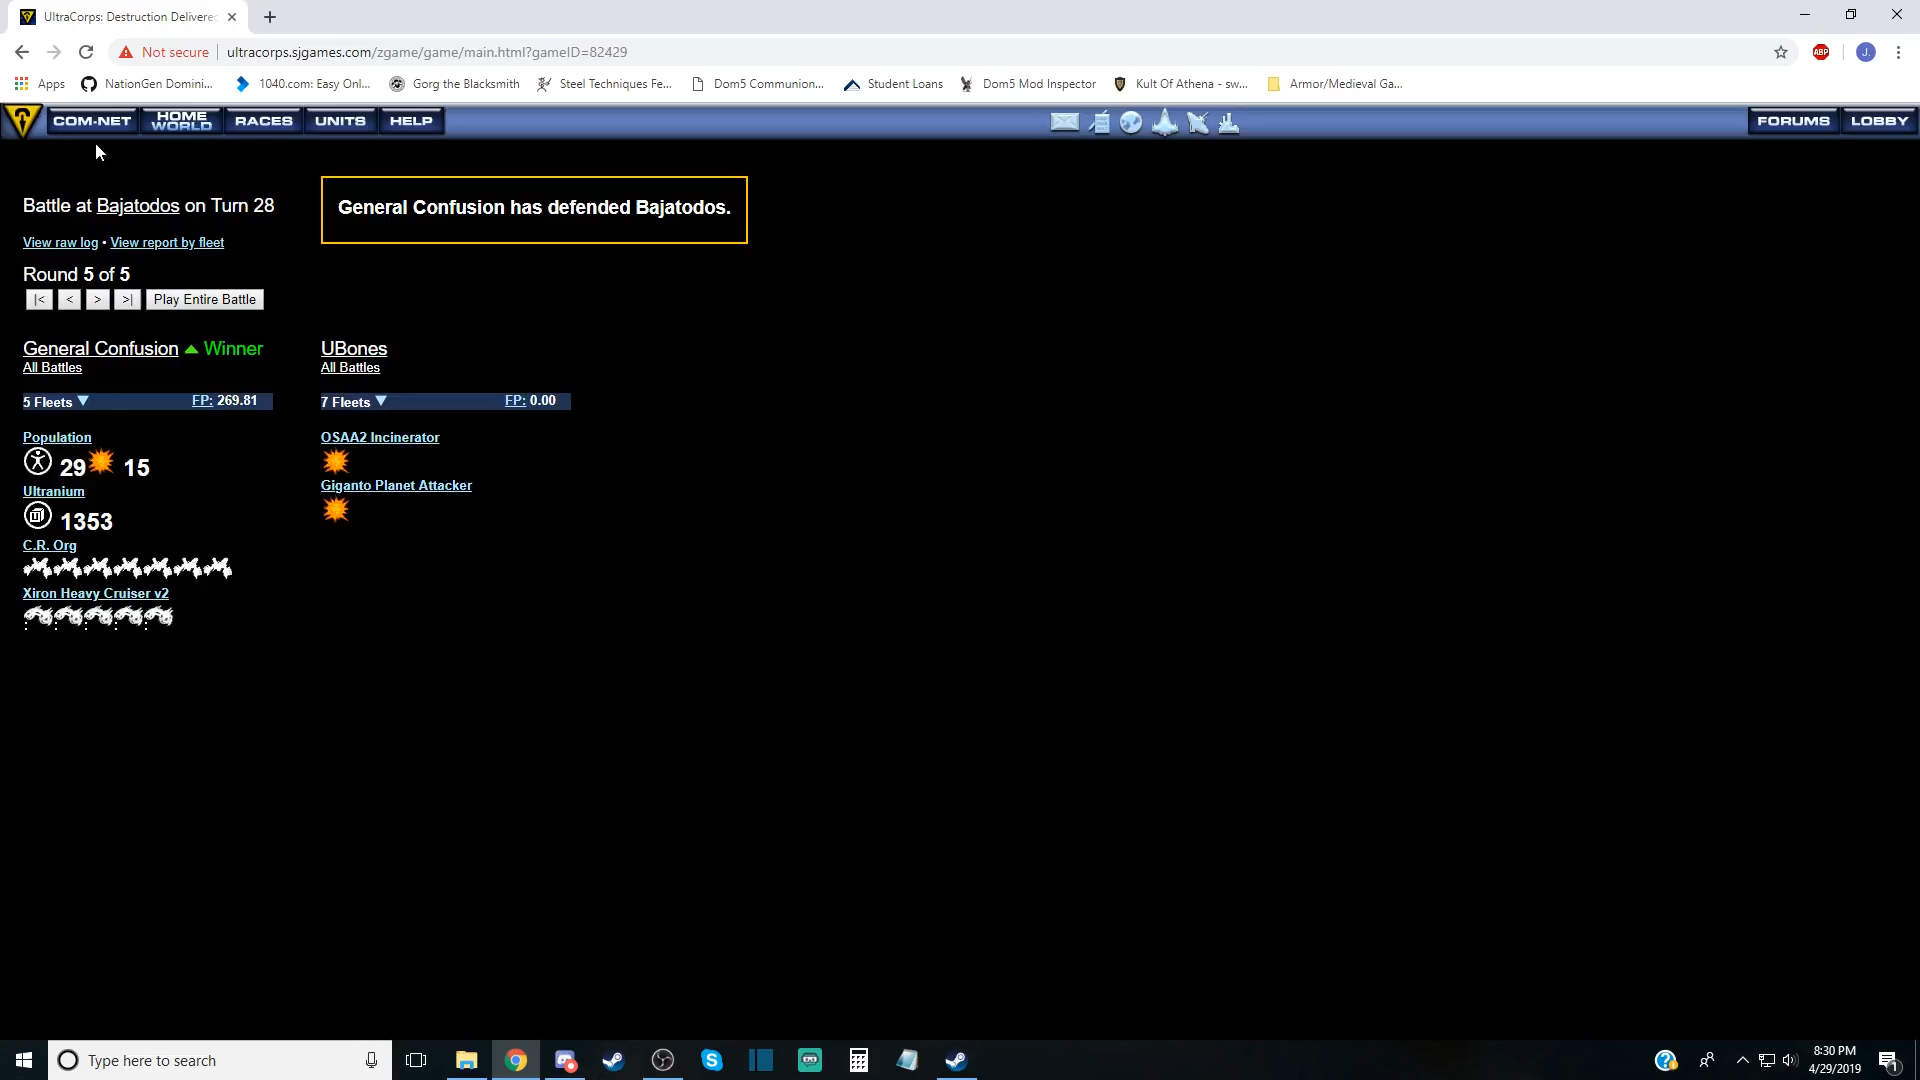 UltraCorps: Destruction Delivered
Not secure
ultracorps.sjgames.com/zgame/game/main.html?gameID=82429
ABP
J.
Apps
NationGen Domini...
1040.com: Easy Onl...
Gorg the Blacksmith
Steel Techniques Fe...
Dom5 Communion...
Student Loans
Dom5 Mod Inspector
Kult Of Athena - sw...
Armor/Medieval Ga...
COM-NET
HOME
WORLD
RACES
UNITS
HELP
FORUMS
LOBBY
Battle at Bajatodos on Turn 28
General Confusion has defended Bajatodos.
View raw log • View report by fleet
Round 5 of 5
|<
<
>
>|
Play Entire Battle
General Confusion
Winner
All Battles
5 Fleets
FP: 269.81
Population
29
15
Ultranium
1353
C.R. Org
Xiron Heavy Cruiser v2
UBones
All Battles
7 Fleets
FP: 0.00
OSAA2 Incinerator
Giganto Planet Attacker
Type here to search
8:30 PM
4/29/2019
1